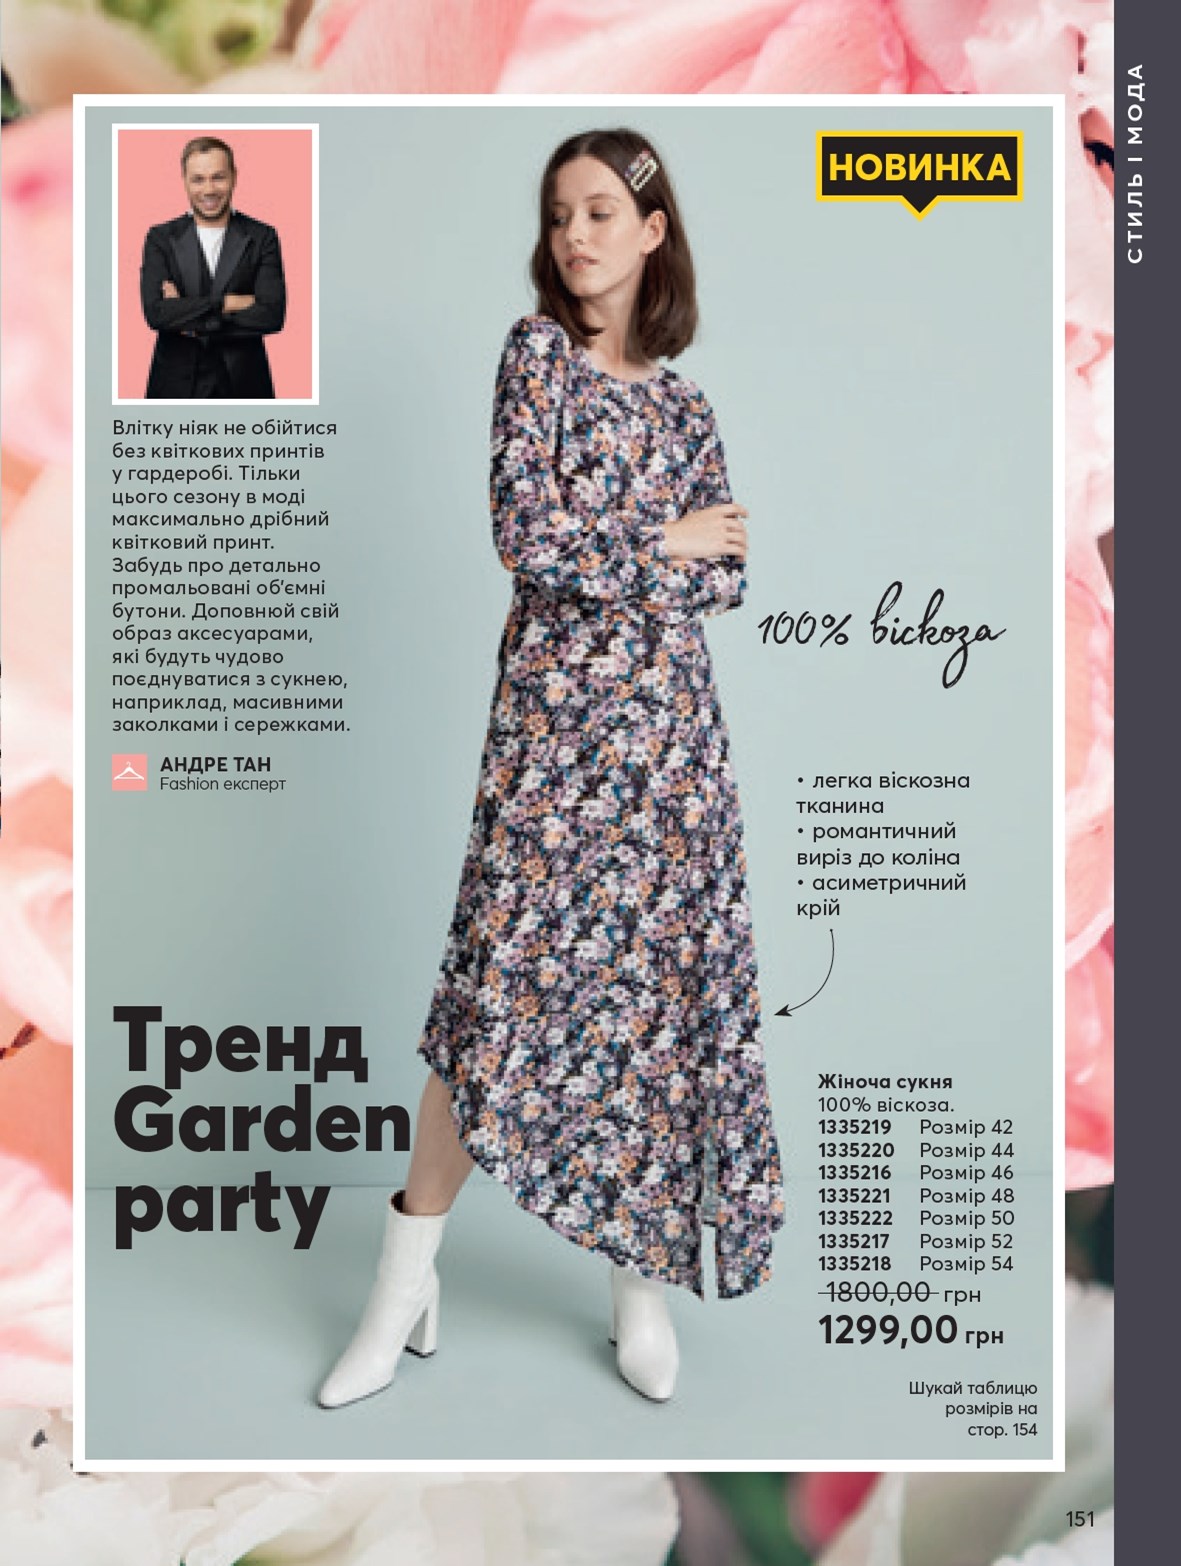 СТИЛЬ І МОДА
НОВИНКА
Влітку ніяк не обійтися
без квіткових принтів
у гардеробі. Тільки
цього сезону в моді
максимально дрібний
квітковий принт.
Забудь про детально
промальовані об‘ємні
бутони. Доповнюй свій
образ аксесуарами,
які будуть чудово
поєднуватися з сукнею,
наприклад, масивними
заколками і сережками.
АНДРЕ ТАН
Fashion експерт
100% віскоза
• легка віскозна
тканина
• романтичний
виріз до коліна
• асиметричний
крій
Тренд
Garden
party
Жіноча сукня
100% віскоза.
1335219 Розмір 42
1335220 Розмір 44
1335216 Розмір 46
1335221 Розмір 48
1335222 Розмір 50
1335217 Розмір 52
1335218 Розмір 54
1800,00 грн
1299,00 грн
Шукай таблицю
розмірів на
стор. 154
151